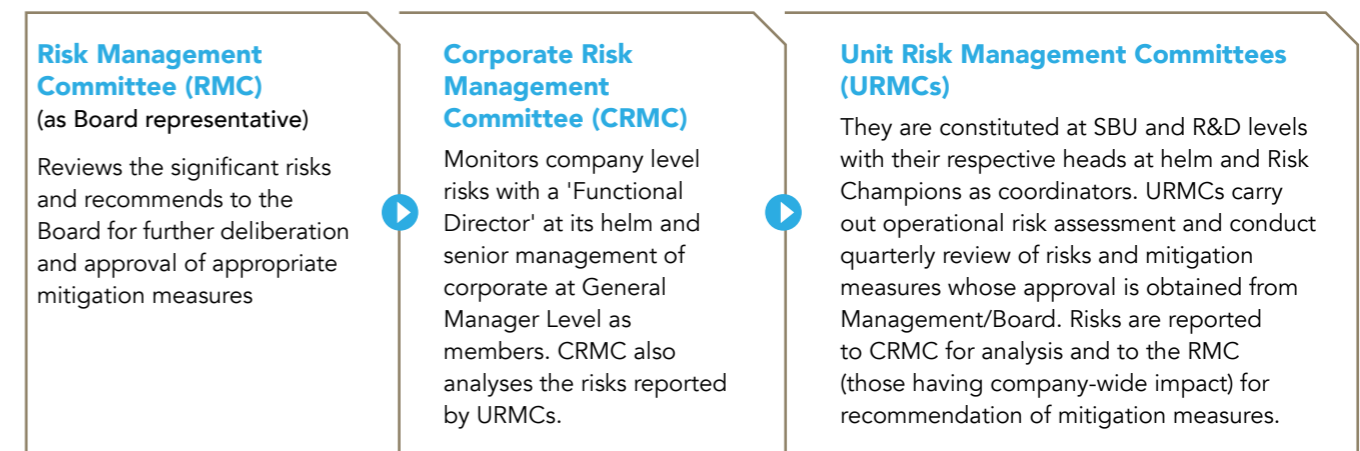 Risk Management
Committee (RMC)
(as Board representative)
Reviews the significant risks
and recommends to the
Board for further deliberation
and approval of appropriate
mitigation measures
Corporate Risk
Management
Committee (CRMC)
Monitors company level
risks with a 'Functional
Director' at its helm and
senior management of
corporate at General
Manager Level as
members. CRMC also
analyses the risks reported
by URMCs.
Unit Risk Management Committees
(URMCs)
They are constituted at SBU and R&D levels
with their respective heads at helm and Risk
Champions as coordinators. URMCs carry
out operational risk assessment and conduct
quarterly review of risks and mitigation
measures whose approval is obtained from
Management/Board. Risks are reported
to CRMC for analysis and to the RMC
(those having company-wide impact) for
recommendation of mitigation measures.